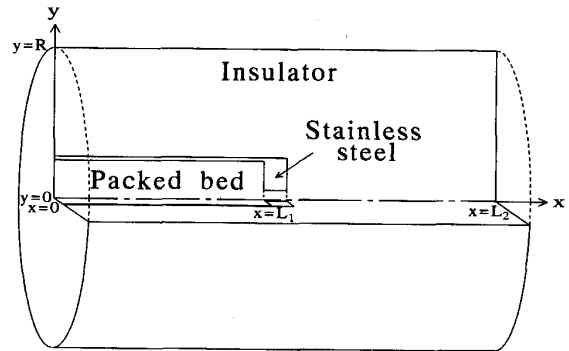 y
y=R
Insulator
Stainless
steel
Packed bed
y=0
x=0
x=L₁
x=L₂
x